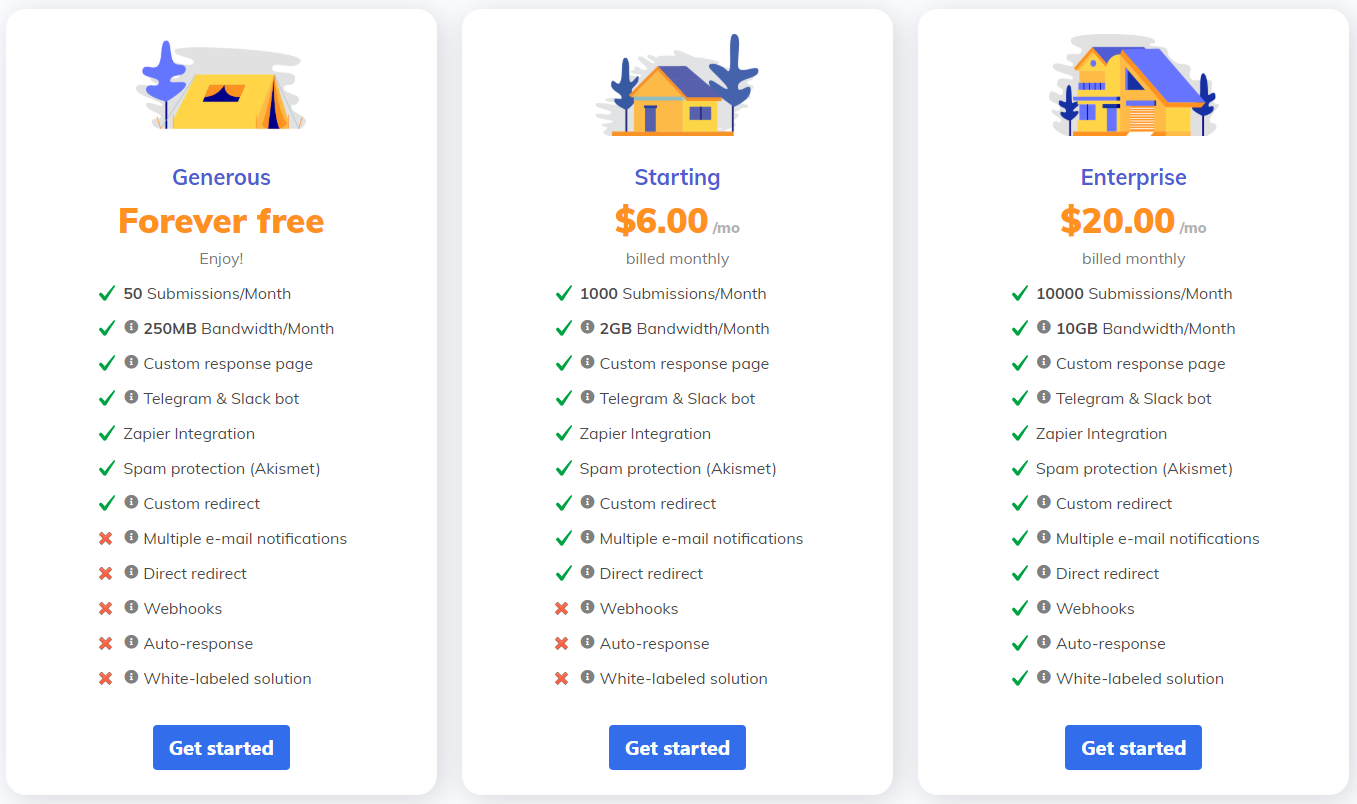 Generous
Forever free
Enjoy!
50 Submissions/Month
250MB Bandwidth/Month
Custom response page
Telegram & Slack bot
Zapier Integration
Spam protection (Akismet)
Custom redirect
Multiple e-mail notifications
Direct redirect
Webhooks
Auto-response
White-labeled solution
Get started
Starting
$6.00 /mo
billed monthly
1000 Submissions/Month
2GB Bandwidth/Month
Custom response page
Telegram & Slack bot
Zapier Integration
Spam protection (Akismet)
Custom redirect
Multiple e-mail notifications
Direct redirect
Webhooks
Auto-response
White-labeled solution
Get started
Enterprise
$20.00 /mo
billed monthly
10000 Submissions/Month
10GB Bandwidth/Month
Custom response page
Telegram & Slack bot
Zapier Integration
Spam protection (Akismet)
Custom redirect
Multiple e-mail notifications
Direct redirect
Webhooks
Auto-response
White-labeled solution
Get started